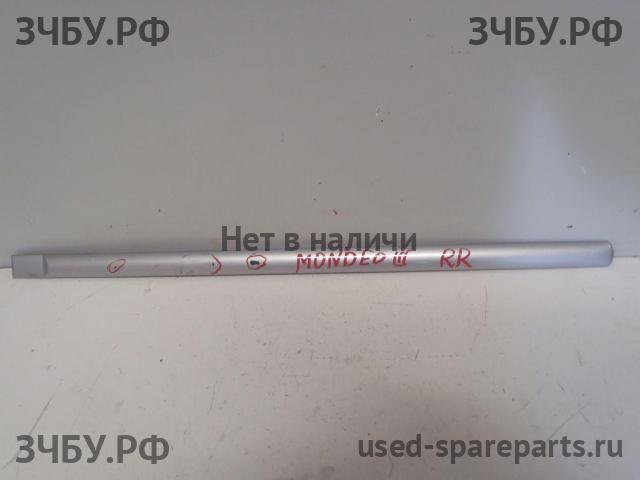 ЗЧБУ.РФ ЗЧБУ.РФ
Нет в наличи
MONDEO III RR
ЗЧБУ.РФ used-spareparts.ru